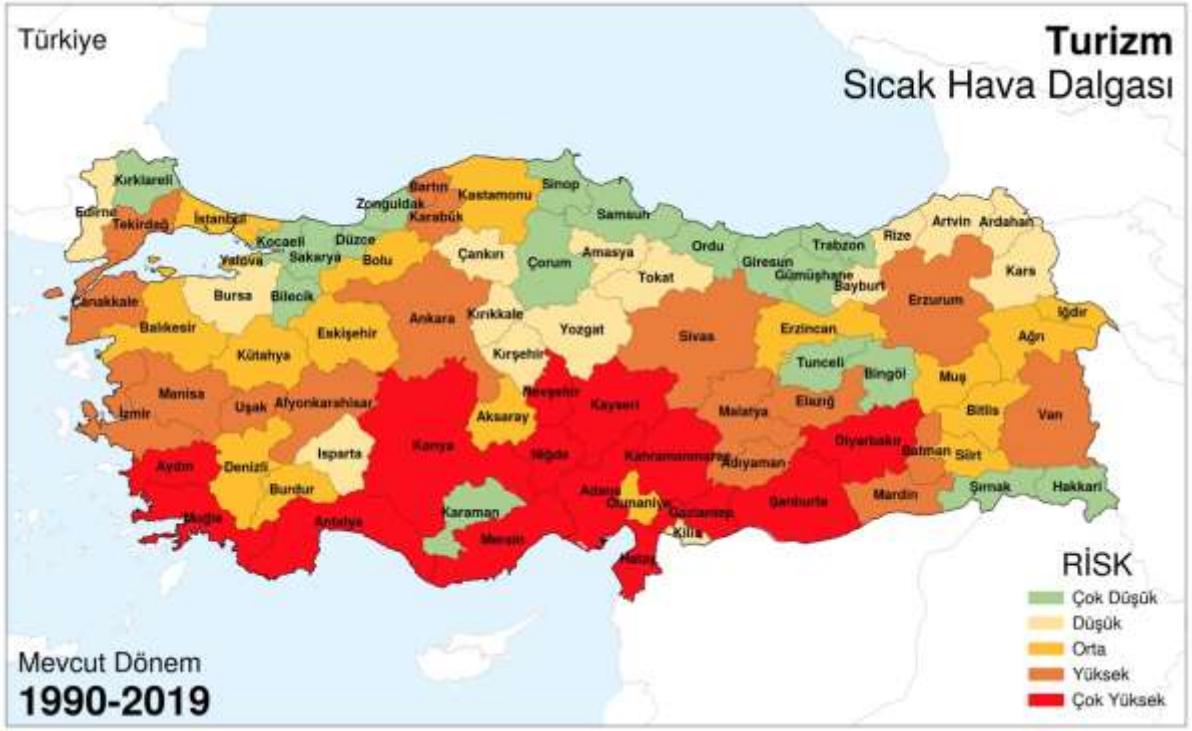 Türkiye
Turizm
Sıcak Hava Dalgası
Kırklareli
Edirne
Tekirdağ
İstanbul
Kocaeli
Yalova
Sakarya
Düzce
Zonguldak
Bartın
Karabük
Kastamonu
Sinop
Samsun
Ordu
Giresun
Trabzon
Gümüşhane
Rize
Artvin
Ardahan
Kars
Bayburt
Erzurum
Iğdır
Ağrı
Bolu
Çankırı
Çorum
Amasya
Tokat
Çanakkale
Balıkesir
Bursa
Bilecik
Kütahya
Eskişehir
Ankara
Kırıkkale
Kırşehir
Yozgat
Sivas
Erzincan
Tunceli
Bingöl
Muş
Bitlis
Van
Manisa
İzmir
Uşak
Afyonkarahisar
Konya
Aksaray
Nevşehir
Kayseri
Malatya
Elazığ
Diyarbakır
Batman
Siirt
Aydın
Denizli
Isparta
Burdur
Muğla
Antalya
Karaman
Mersin
Niğde
Adana
Kahramanmaraş
Osmaniye
Adıyaman
Gaziantep
Kilis
Hatay
Şanlıurfa
Mardin
Şırnak
Hakkari
RİSK
Çok Düşük
Düşük
Orta
Yüksek
Çok Yüksek
Mevcut Dönem
1990-2019